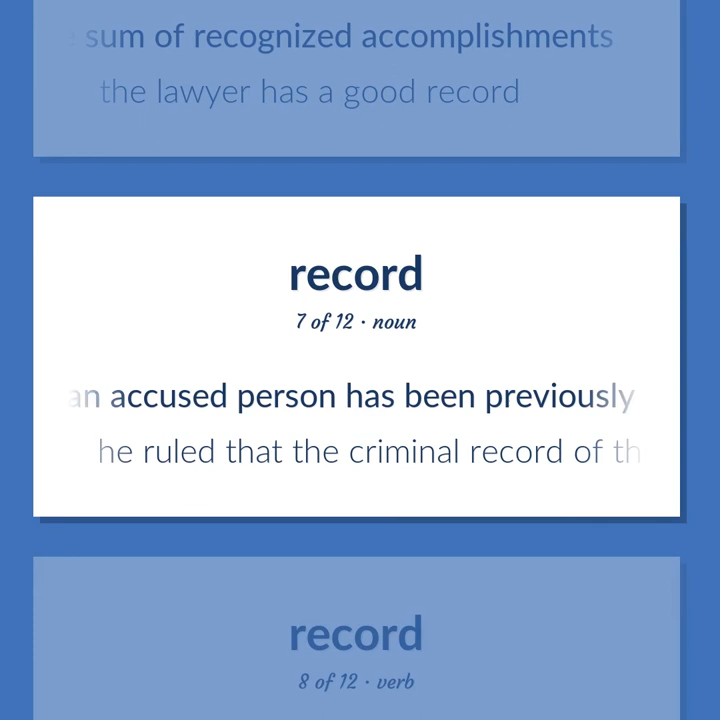 sum of recognized accomplishments
the lawyer has a good record
record
7 of 12 · noun
an accused person has been previously
he ruled that the criminal record of th
record
8 of 12 · verb